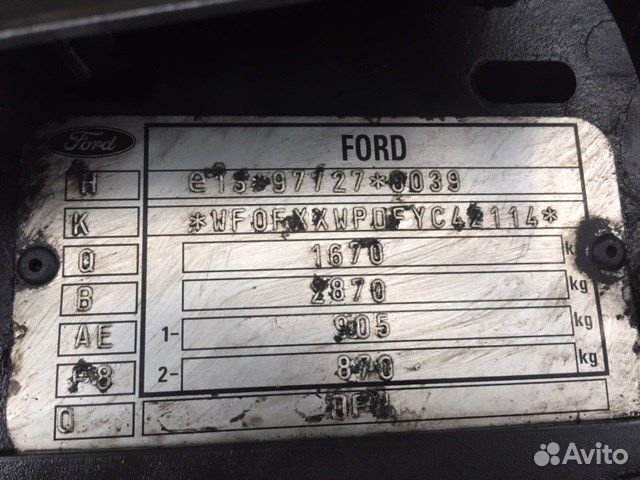 Ford
FORD
H e13*97/27*0039
K *WF0FXXWPDFYC42114*
Q 1670 kg
B 2870 kg
AE 1- 905 kg
2- 870 kg
Q
Avito